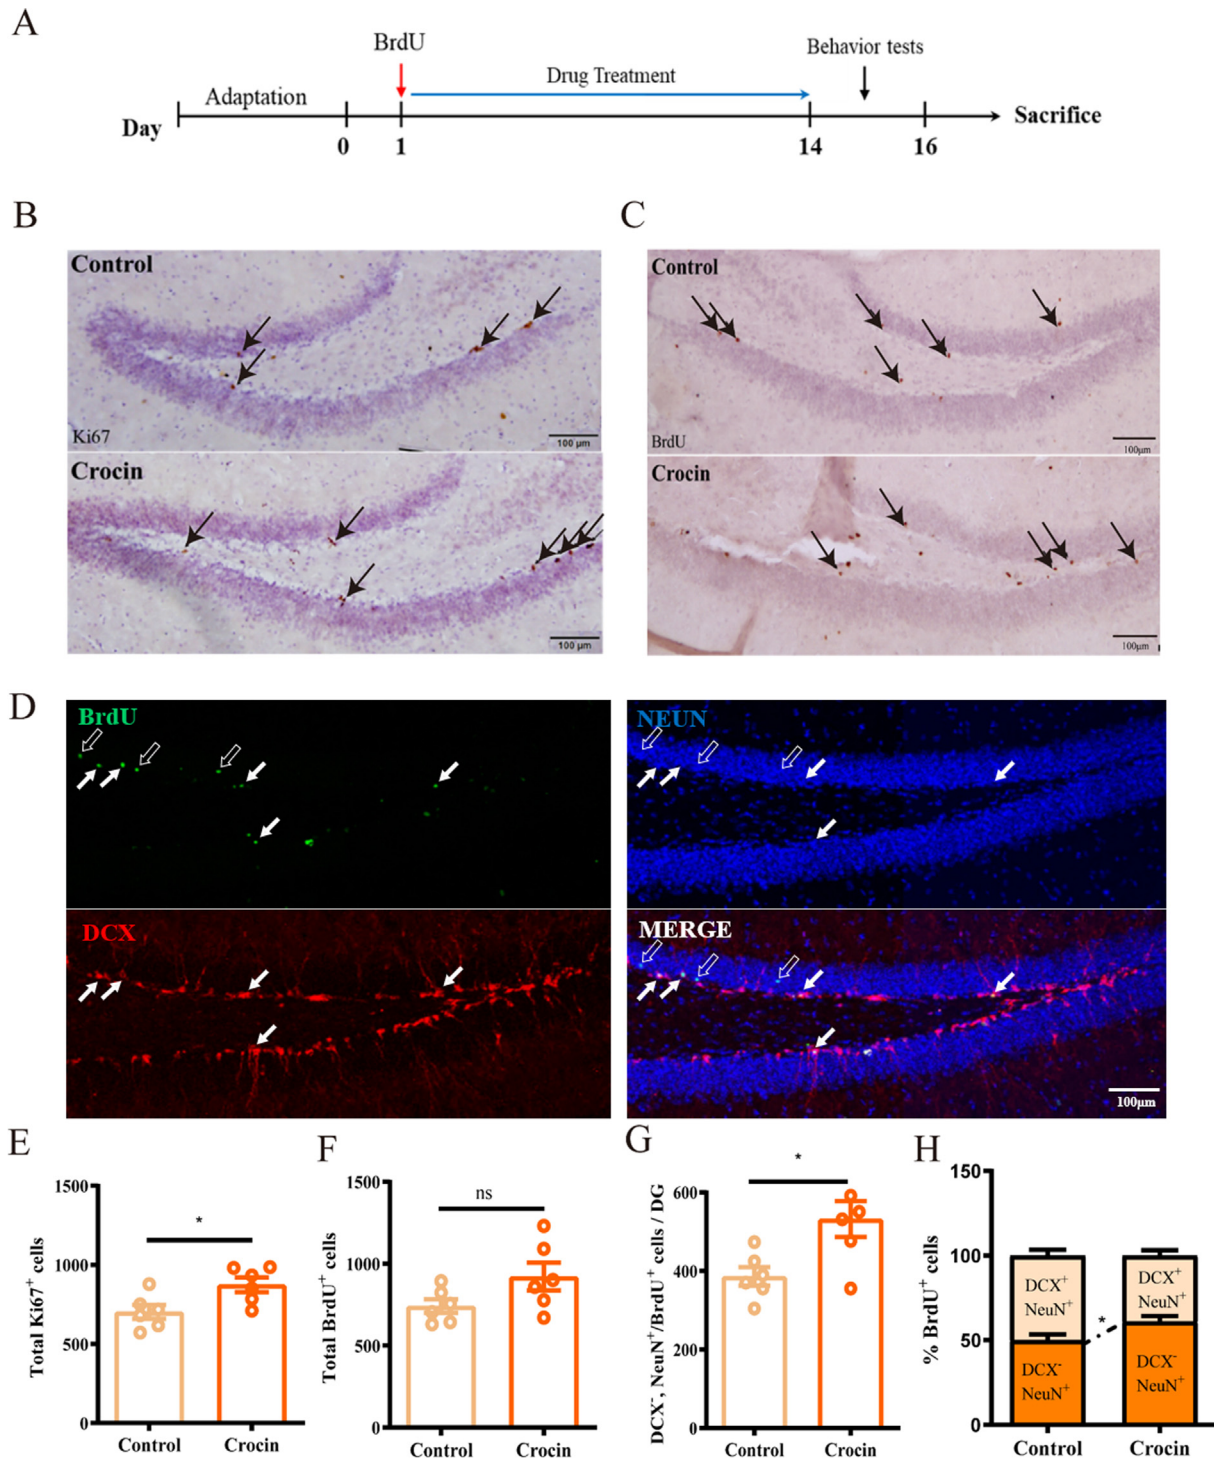 A
BrdU
Behavior tests
Drug Treatment
Adaptation
Day
Sacrifice
0
1
14
16
B
C
Control
Control
Ki67
100 μm
BrdU
100μm
Crocin
Crocin
100 μm
100μm
D
BrdU
NEUN
DCX
MERGE
100μm
E
F
G
H
Total Ki67⁺ cells
1500
1000
500
0
*
Control
Crocin
Total BrdU⁺ cells
1500
1000
500
0
ns
Control
Crocin
DCX⁻, NeuN⁺/BrdU⁺ cells / DG
600
400
200
0
*
Control
Crocin
% BrdU⁺ cells
150
100
50
0
DCX⁺
NeuN⁺
DCX⁻
NeuN⁺
*
DCX⁺
NeuN⁺
DCX⁻
NeuN⁺
Control
Crocin